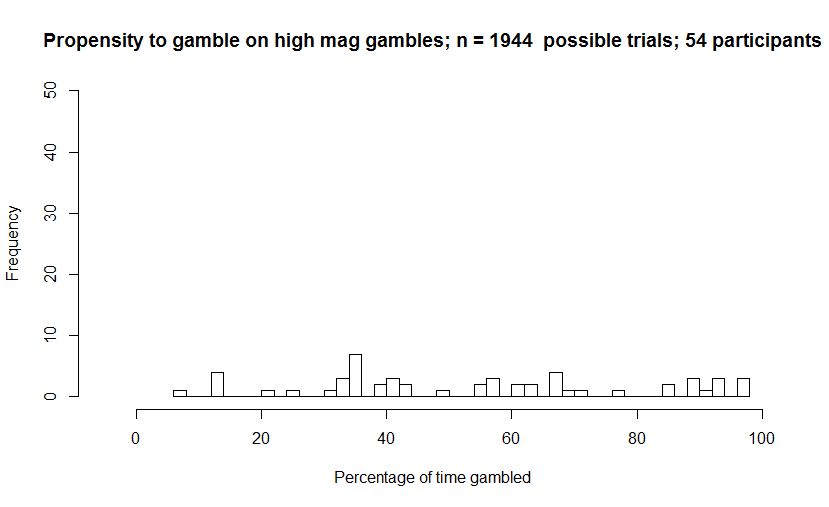 Propensity to gamble on high mag gambles; n = 1944  possible trials; 54 participants
50
40
30
20
10
0
Frequency
0 20 40 60 80 100
Percentage of time gambled